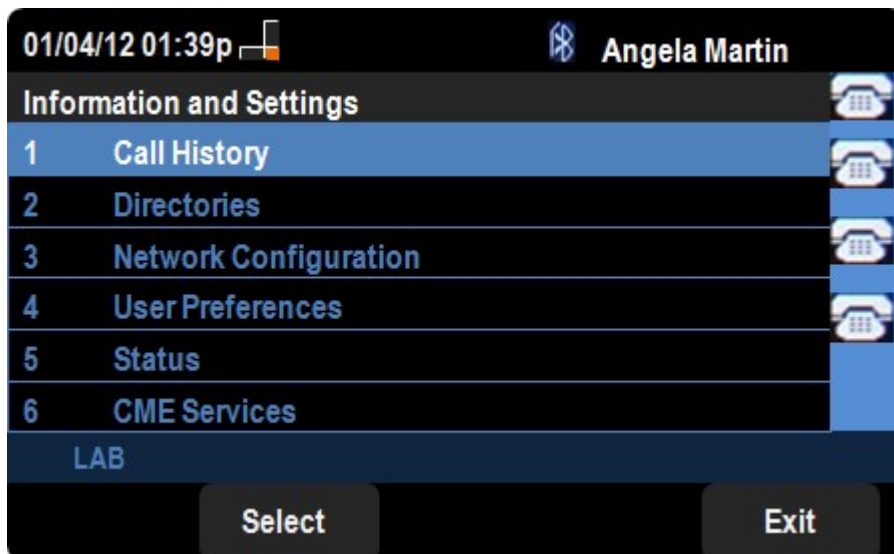 01/04/12 01:39p Angela Martin
Information and Settings
1 Call History
2 Directories
3 Network Configuration
4 User Preferences
5 Status
6 CME Services
LAB
Select Exit